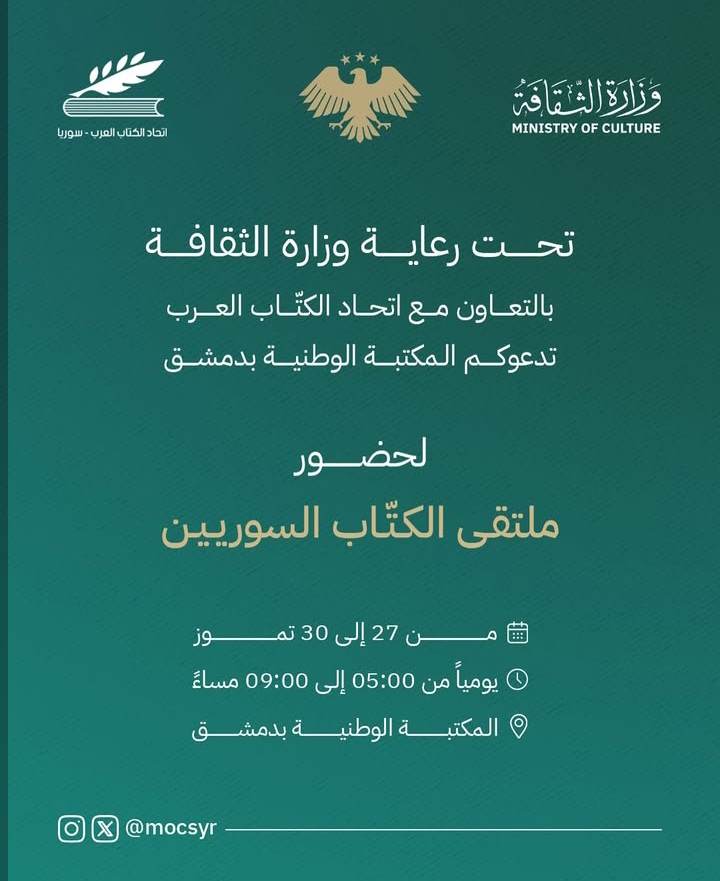 وزارة الثقافة
MINISTRY OF CULTURE
اتحاد الكتاب العرب - سوريا
تحت رعاية وزارة الثقافة
بالتعاون مع اتحاد الكتّاب العرب
تدعوكم المكتبة الوطنية بدمشق
لحضور
ملتقى الكتّاب السوريين
من 27 إلى 30 تموز
يومياً من 05:00 إلى 09:00 مساءً
المكتبة الوطنية بدمشق
@mocsyr